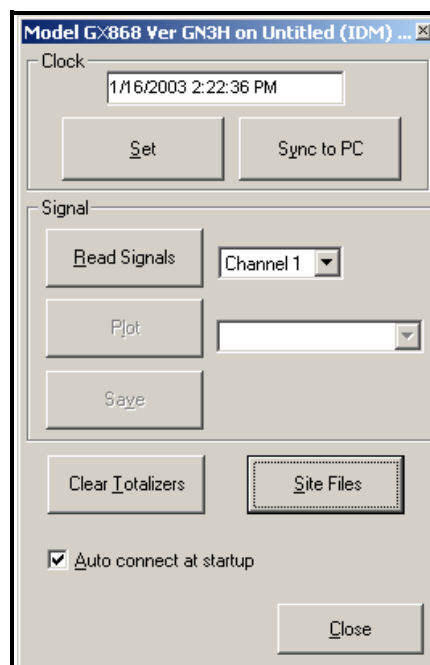 Model GX868 Ver GN3H on Untitled (IDM) ...
Clock
1/16/2003 2:22:36 PM
Set Sync to PC
Signal
Read Signals Channel 1
Plot
Save
Clear Totalizers Site Files
Auto connect at startup
Close